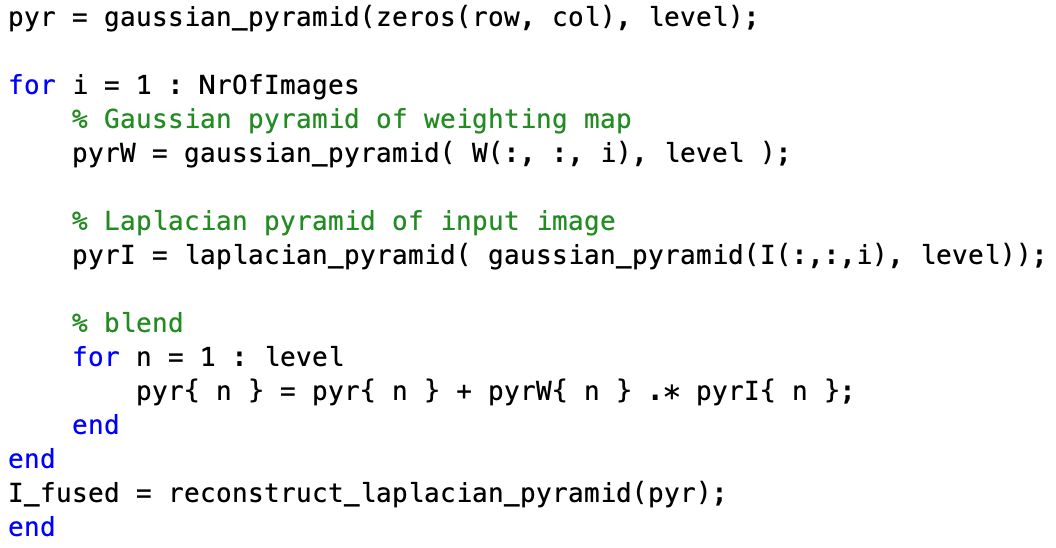 pyr = gaussian_pyramid(zeros(row, col), level);
for i = 1 : NrOfImages
% Gaussian pyramid of weighting map
pyrW = gaussian_pyramid( W(:, :, i), level );
% Laplacian pyramid of input image
pyrI = laplacian_pyramid( gaussian_pyramid(I(:,:,i), level));
% blend
for n = 1 : level
pyr{ n } = pyr{ n } + pyrW{ n } .* pyrI{ n };
end
end
I_fused = reconstruct_laplacian_pyramid(pyr);
end